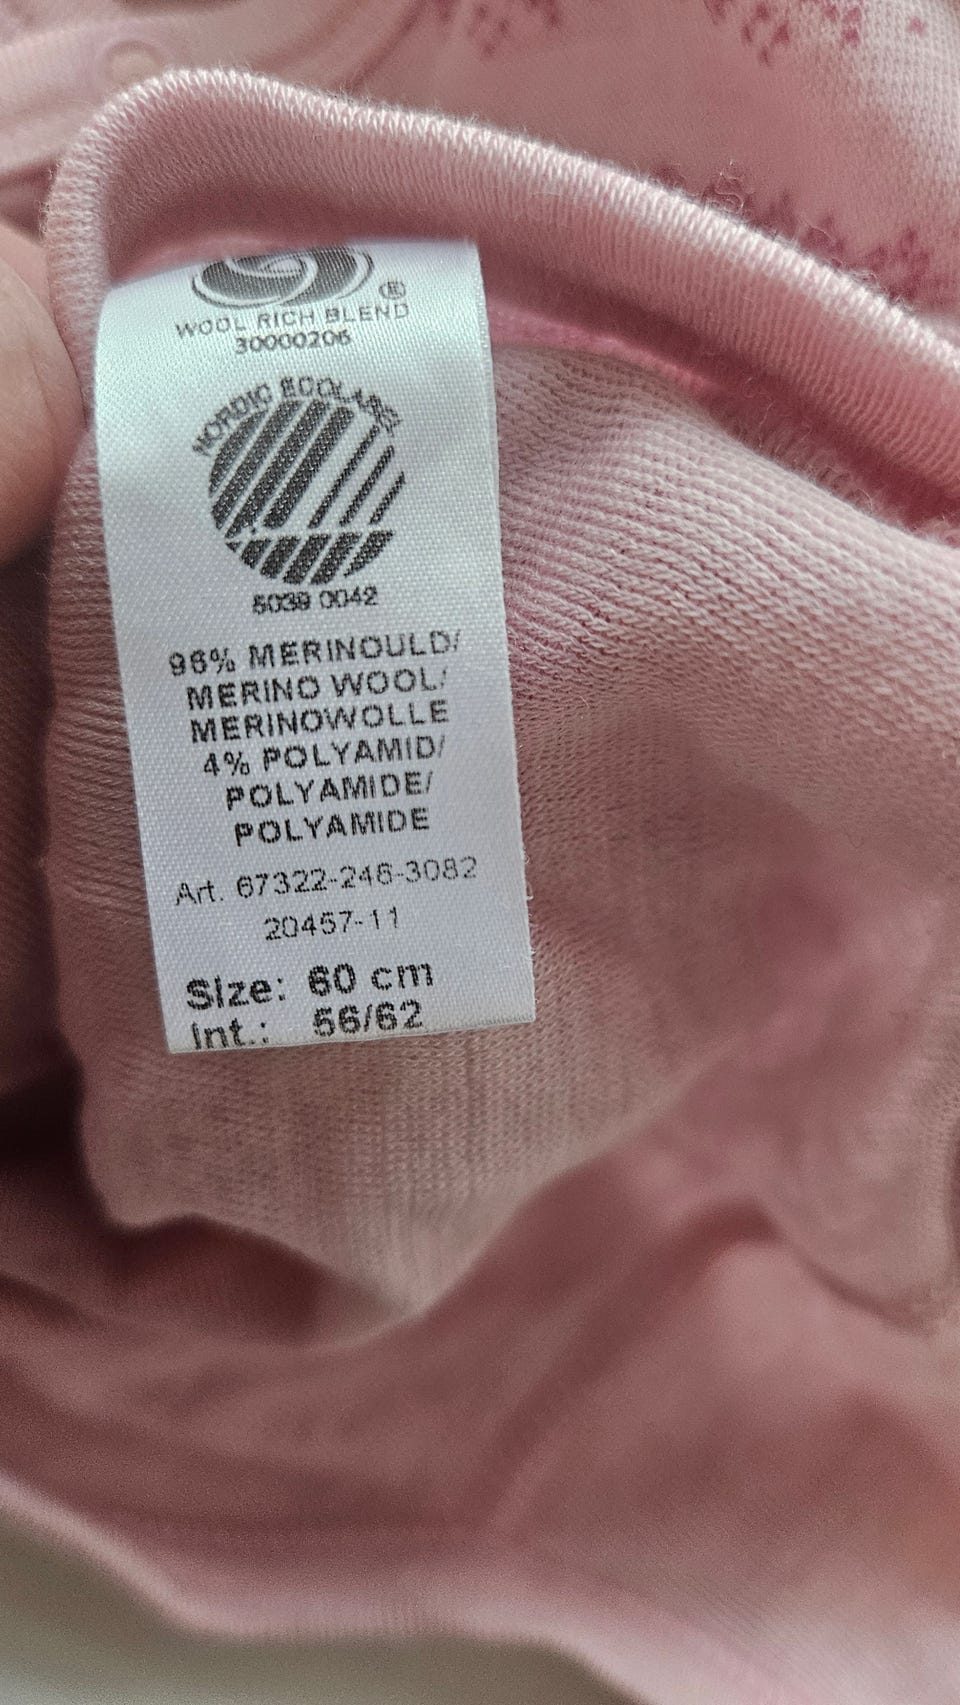 ®
WOOL RICH BLEND
30000206
NORDIC ECOLABEL
5039 0042
96% MERINOULD/
MERINO WOOL/
MERINOWOLLE
4% POLYAMID/
POLYAMIDE/
POLYAMIDE
Art. 67322-246-3082
20457-11
Size: 60 cm
Int.: 56/62